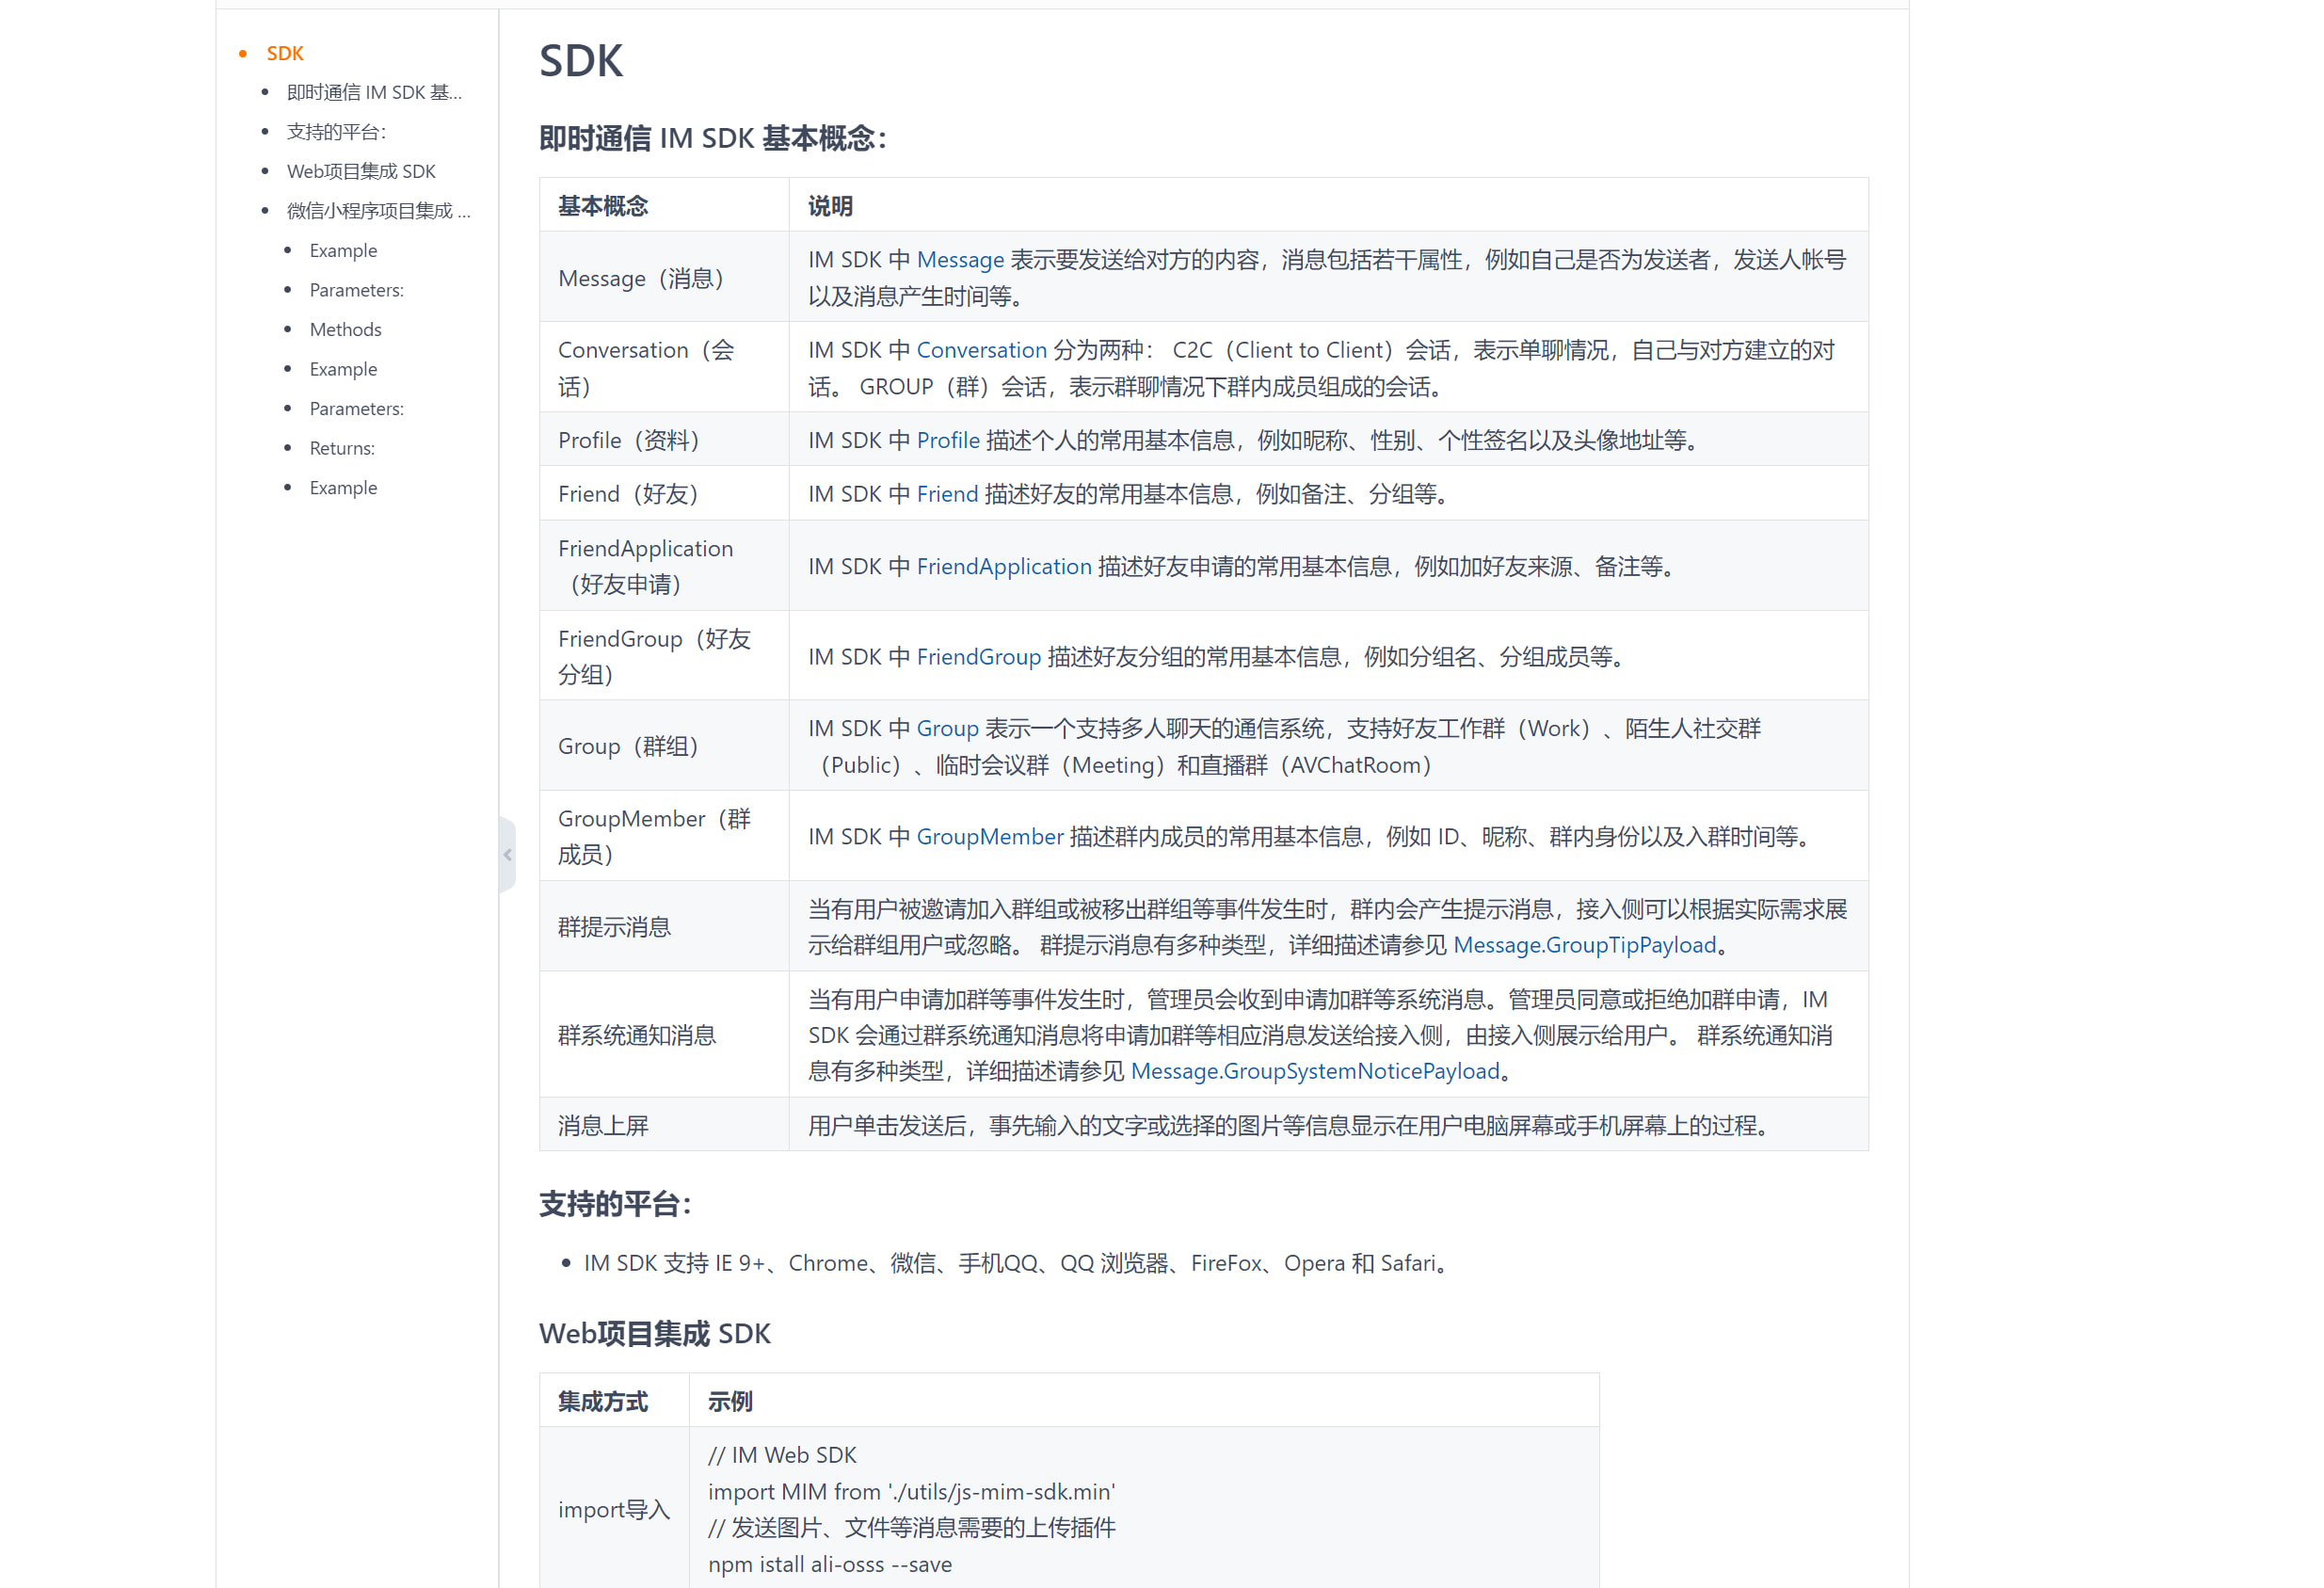 SDK
即时通信 IM SDK 基...
支持的平台：
Web项目集成 SDK
微信小程序项目集成 ...
Example
Parameters:
Methods
Example
Parameters:
Returns:
Example
SDK
即时通信 IM SDK 基本概念：
基本概念
说明
Message（消息）
IM SDK 中 Message 表示要发送给对方的内容，消息包括若干属性，例如自己是否为发送者，发送人帐号
以及消息产生时间等。
Conversation（会
话）
IM SDK 中 Conversation 分为两种： C2C（Client to Client）会话，表示单聊情况，自己与对方建立的对
话。 GROUP（群）会话，表示群聊情况下群内成员组成的会话。
Profile（资料）
IM SDK 中 Profile 描述个人的常用基本信息，例如昵称、性别、个性签名以及头像地址等。
Friend（好友）
IM SDK 中 Friend 描述好友的常用基本信息，例如备注、分组等。
FriendApplication
（好友申请）
IM SDK 中 FriendApplication 描述好友申请的常用基本信息，例如加好友来源、备注等。
FriendGroup（好友
分组）
IM SDK 中 FriendGroup 描述好友分组的常用基本信息，例如分组名、分组成员等。
Group（群组）
IM SDK 中 Group 表示一个支持多人聊天的通信系统，支持好友工作群（Work）、陌生人社交群
（Public）、临时会议群（Meeting）和直播群（AVChatRoom）
GroupMember（群
成员）
IM SDK 中 GroupMember 描述群内成员的常用基本信息，例如 ID、昵称、群内身份以及入群时间等。
群提示消息
当有用户被邀请加入群组或被移出群组等事件发生时，群内会产生提示消息，接入侧可以根据实际需求展
示给群组用户或忽略。 群提示消息有多种类型，详细描述请参见 Message.GroupTipPayload。
群系统通知消息
当有用户申请加群等事件发生时，管理员会收到申请加群等系统消息。管理员同意或拒绝加群申请，IM
SDK 会通过群系统通知消息将申请加群等相应消息发送给接入侧，由接入侧展示给用户。 群系统通知消
息有多种类型，详细描述请参见 Message.GroupSystemNoticePayload。
消息上屏
用户单击发送后，事先输入的文字或选择的图片等信息显示在用户电脑屏幕或手机屏幕上的过程。
支持的平台：
IM SDK 支持 IE 9+、Chrome、微信、手机QQ、QQ 浏览器、FireFox、Opera 和 Safari。
Web项目集成 SDK
集成方式
示例
import导入
// IM Web SDK
import MIM from './utils/js-mim-sdk.min'
// 发送图片、文件等消息需要的上传插件
npm istall ali-osss --save